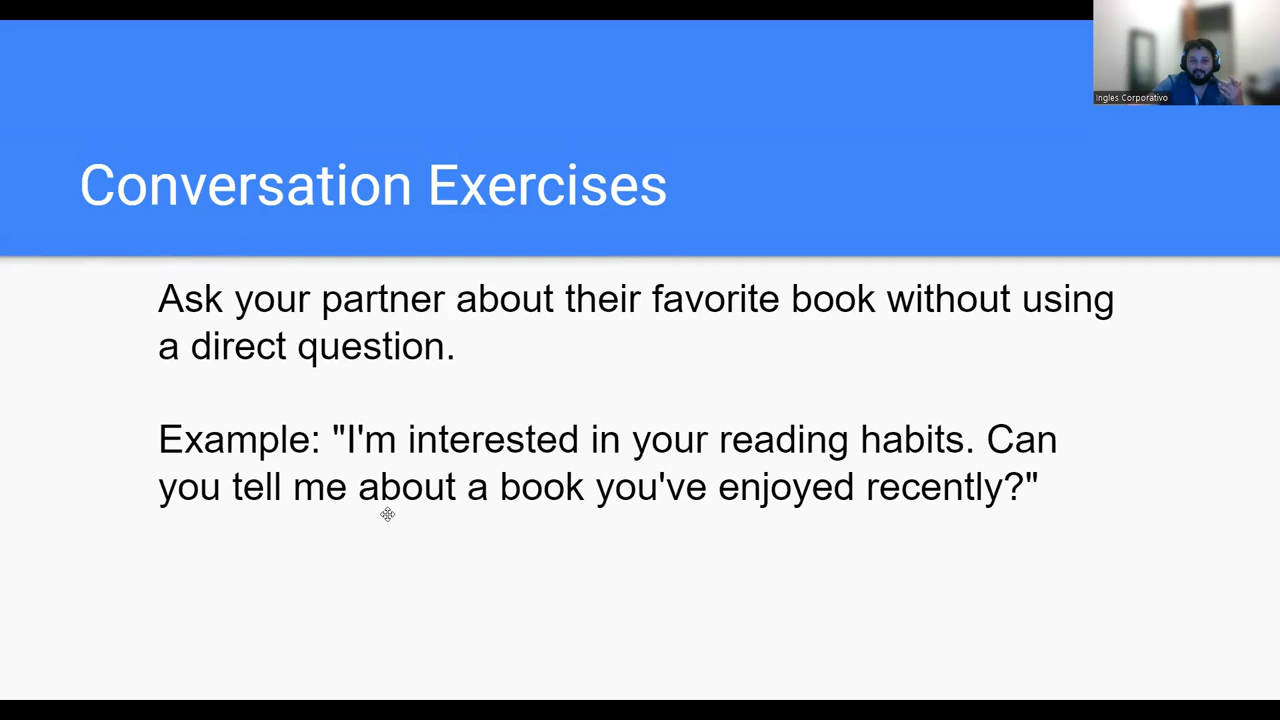 Ingles Corporativo
Conversation Exercises
Ask your partner about their favorite book without using
a direct question.
Example: "I'm interested in your reading habits. Can
you tell me about a book you've enjoyed recently?"